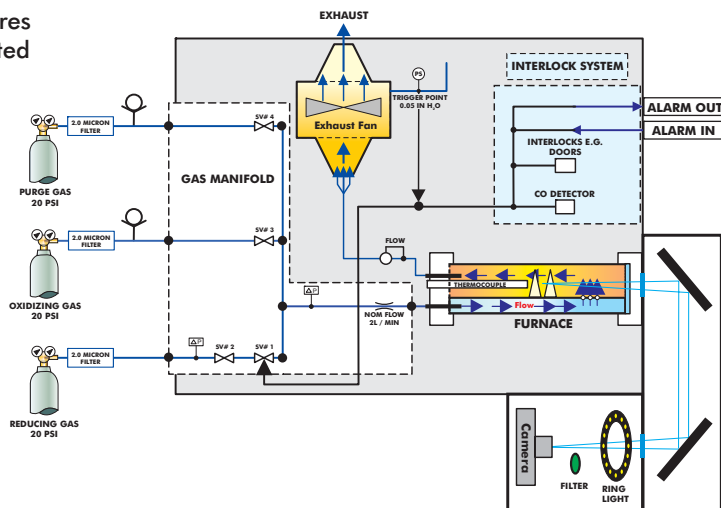 res
ted
EXHAUST
PS
TRIGGER POINT
0.05 IN H2O
Exhaust Fan
INTERLOCK SYSTEM
ALARM OUT
ALARM IN
INTERLOCKS E.G.
DOORS
CO DETECTOR
2.0 MICRON
FILTER
PURGE GAS
20 PSI
SV# 4
GAS MANIFOLD
2.0 MICRON
FILTER
OXIDIZING GAS
20 PSI
SV# 3
FLOW
THERMOCOUPLE
Flow
FURNACE
ΔP
NOM FLOW
2L / MIN
2.0 MICRON
FILTER
ΔP
SV# 2
SV# 1
REDUCING GAS
20 PSI
Camera
FILTER
RING
LIGHT